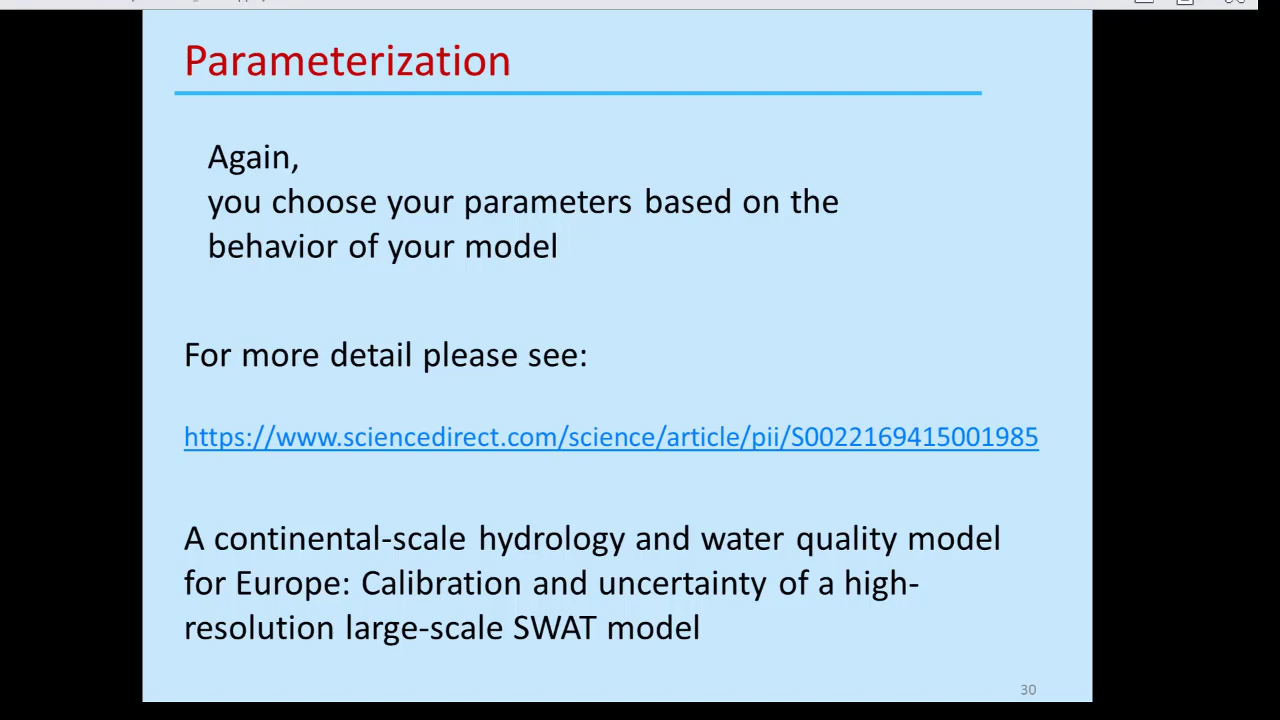 Parameterization
Again,
you choose your parameters based on the
behavior of your model
For more detail please see:
https://www.sciencedirect.com/science/article/pii/S0022169415001985
A continental-scale hydrology and water quality model
for Europe: Calibration and uncertainty of a high-
resolution large-scale SWAT model
30